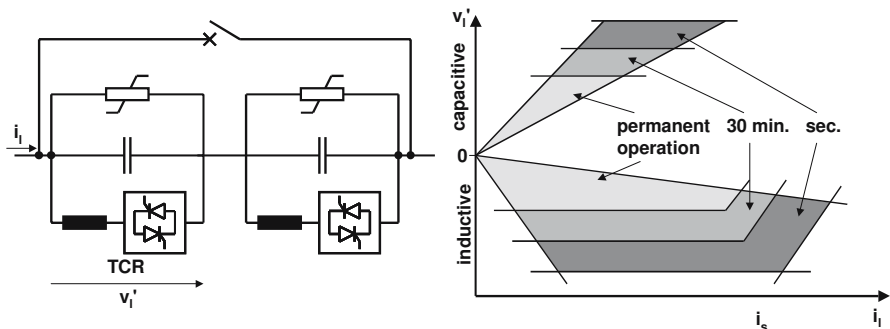 i_l
TCR
v_l'
v_l'
capacitive
0
inductive
permanent
operation
30 min.
sec.
i_s
i_l